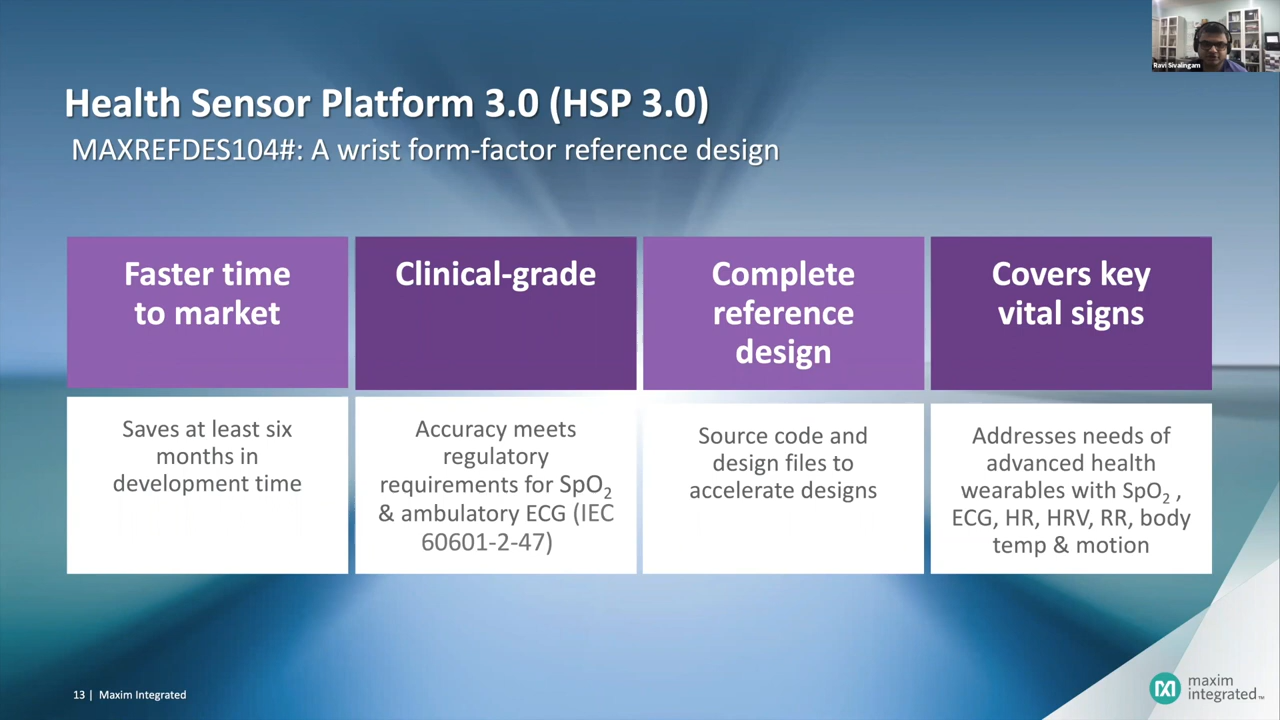 Ravi Sivalingam
Health Sensor Platform 3.0 (HSP 3.0)
MAXREFDES104#: A wrist form-factor reference design
Faster time
to market
Saves at least six
months in
development time
Clinical-grade
Accuracy meets
regulatory
requirements for SpO₂
& ambulatory ECG (IEC
60601-2-47)
Complete
reference
design
Source code and
design files to
accelerate designs
Covers key
vital signs
Addresses needs of
advanced health
wearables with SpO₂ ,
ECG, HR, HRV, RR, body
temp & motion
13 | Maxim Integrated
maxim
integrated™